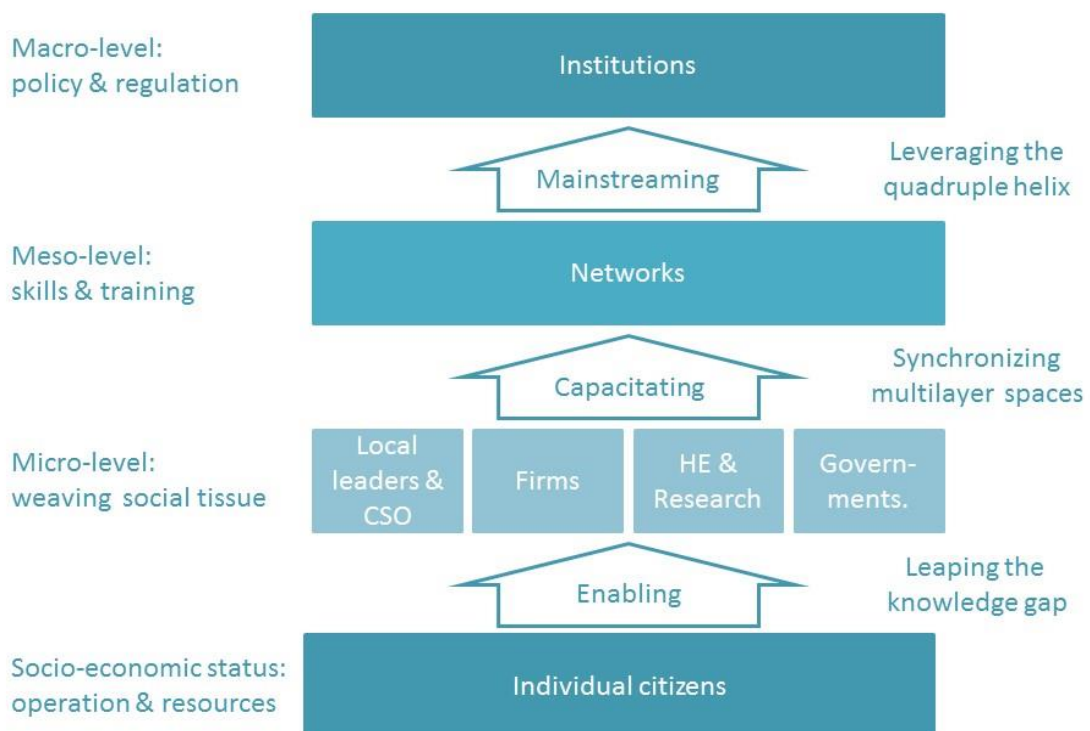 Macro-level:
policy & regulation
Institutions
Mainstreaming
Leveraging the
quadruple helix
Meso-level:
skills & training
Networks
Capacitating
Synchronizing
multilayer spaces
Micro-level:
weaving social tissue
Local
leaders &
CSO
Firms
HE &
Research
Govern-
ments.
Enabling
Leaping the
knowledge gap
Socio-economic status:
operation & resources
Individual citizens